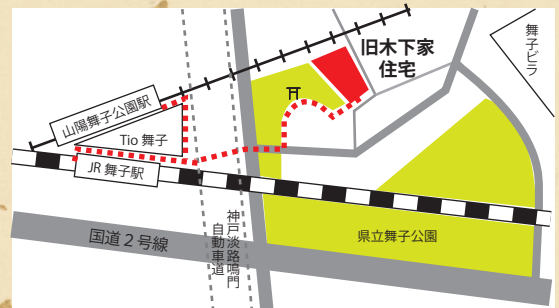 旧木下家
住宅
舞子ビラ
山陽舞子公園駅
Tio 舞子
JR 舞子駅
神戸淡路鳴門
自動車道
国道2号線
県立舞子公園